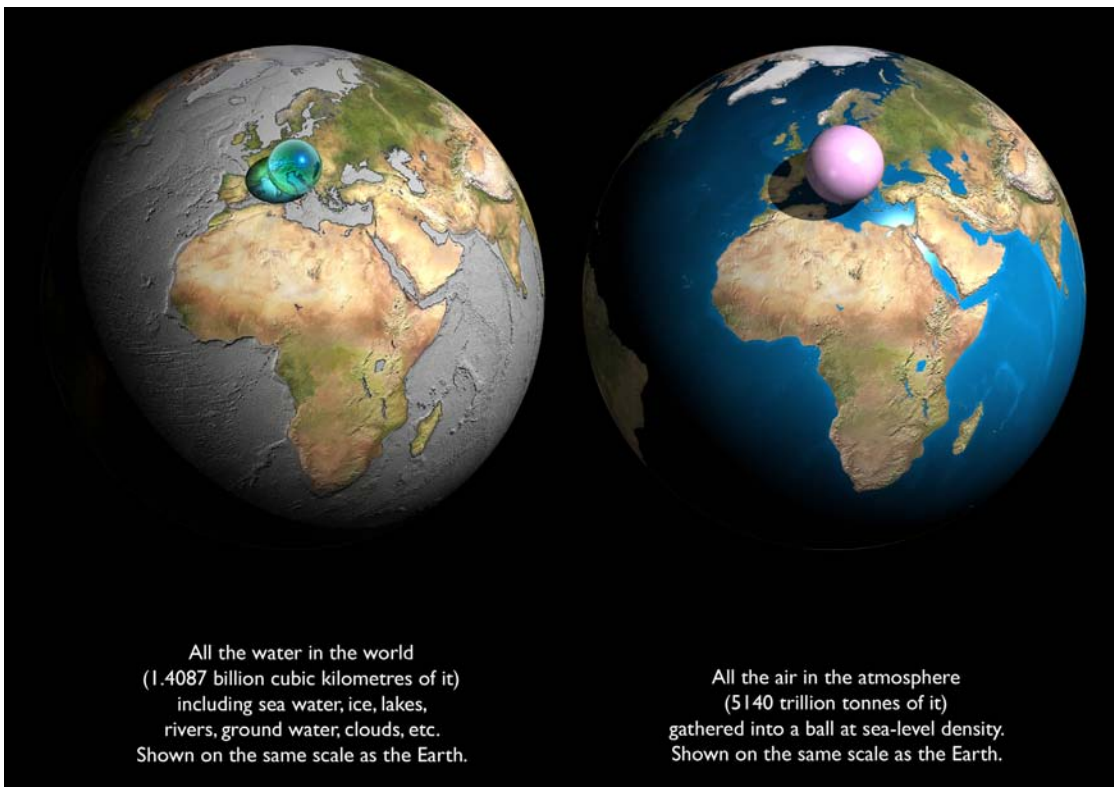 All the water in the world
(1.4087 billion cubic kilometres of it)
including sea water, ice, lakes,
rivers, ground water, clouds, etc.
Shown on the same scale as the Earth.
All the air in the atmosphere
(5140 trillion tonnes of it)
gathered into a ball at sea-level density.
Shown on the same scale as the Earth.